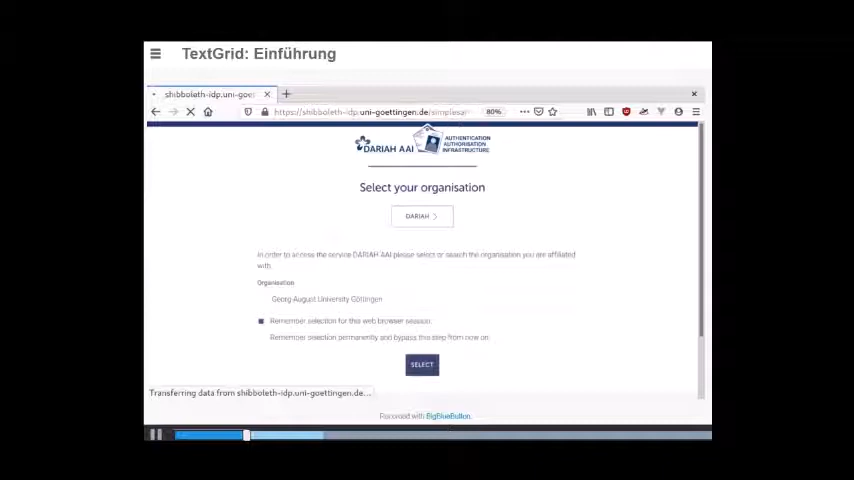 TextGrid: Einführung
shibboleth-idp.uni-goet
https://shibboleth-idp.uni-goettingen.de/simplesa
80%
DARIAH AAI
AUTHENTICATION
AUTHORISATION
INFRASTRUCTURE
Select your organisation
DARIAH
In order to access the service DARIAH AAI please select or search the organisation you are affiliated
with.
Organisation
Georg-August University Göttingen
Remember selection for this web browser session.
Remember selection permanently and bypass this step from now on.
SELECT
Transferring data from shibboleth-idp.uni-goettingen.de...
Recorded with BigBlueButton.